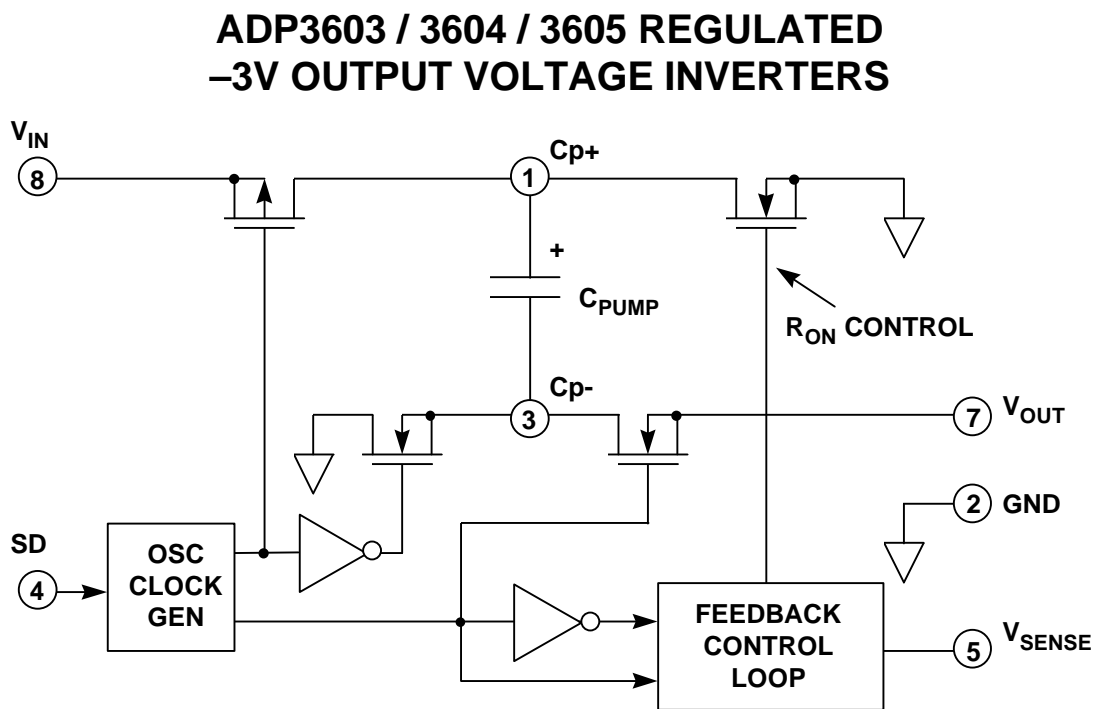 ADP3603 / 3604 / 3605 REGULATED
–3V OUTPUT VOLTAGE INVERTERS
VIN
8
Cp+
1
+
CPUMP
RON CONTROL
Cp-
3
7
VOUT
2
GND
SD
4
OSC
CLOCK
GEN
FEEDBACK
CONTROL
LOOP
5
VSENSE